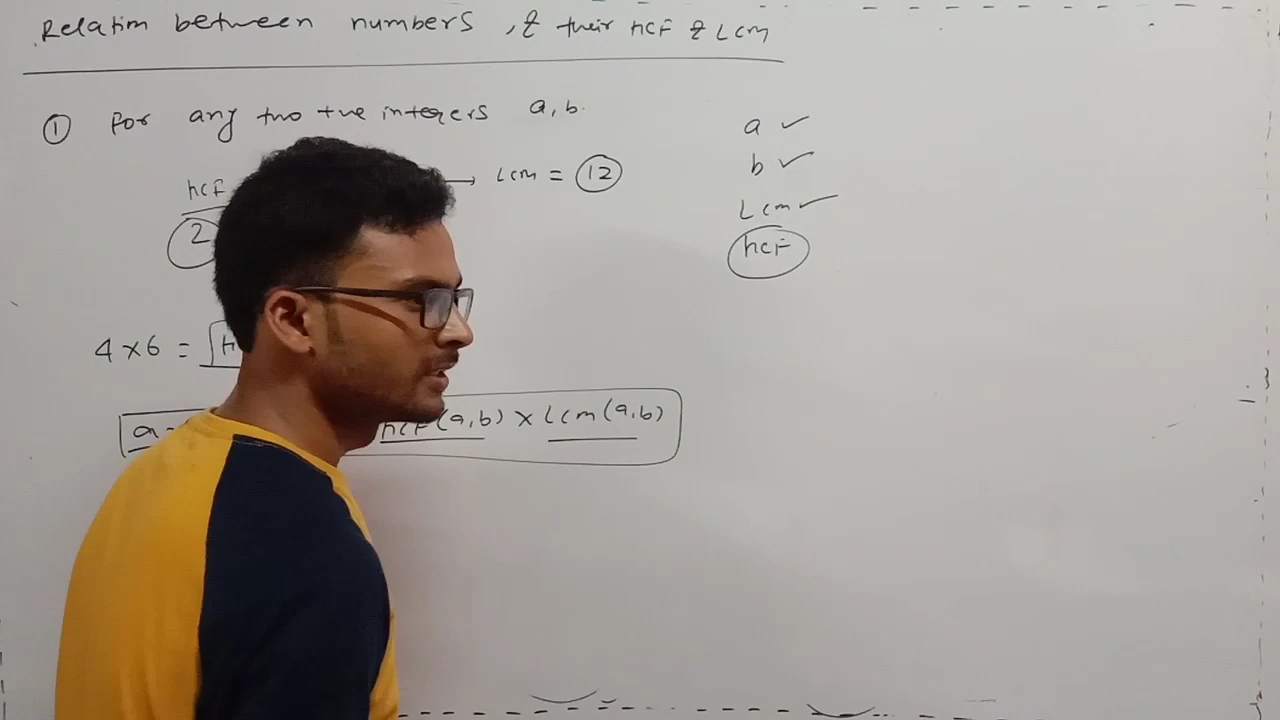 Relation between numbers, & their HCF & LCM
① For any two +ve integers a, b.
HCF → LCM = 12
2
4 × 6 = H
a HCF (a,b) × LCM (a,b)
a ✓
b ✓
LCM ✓
HCF